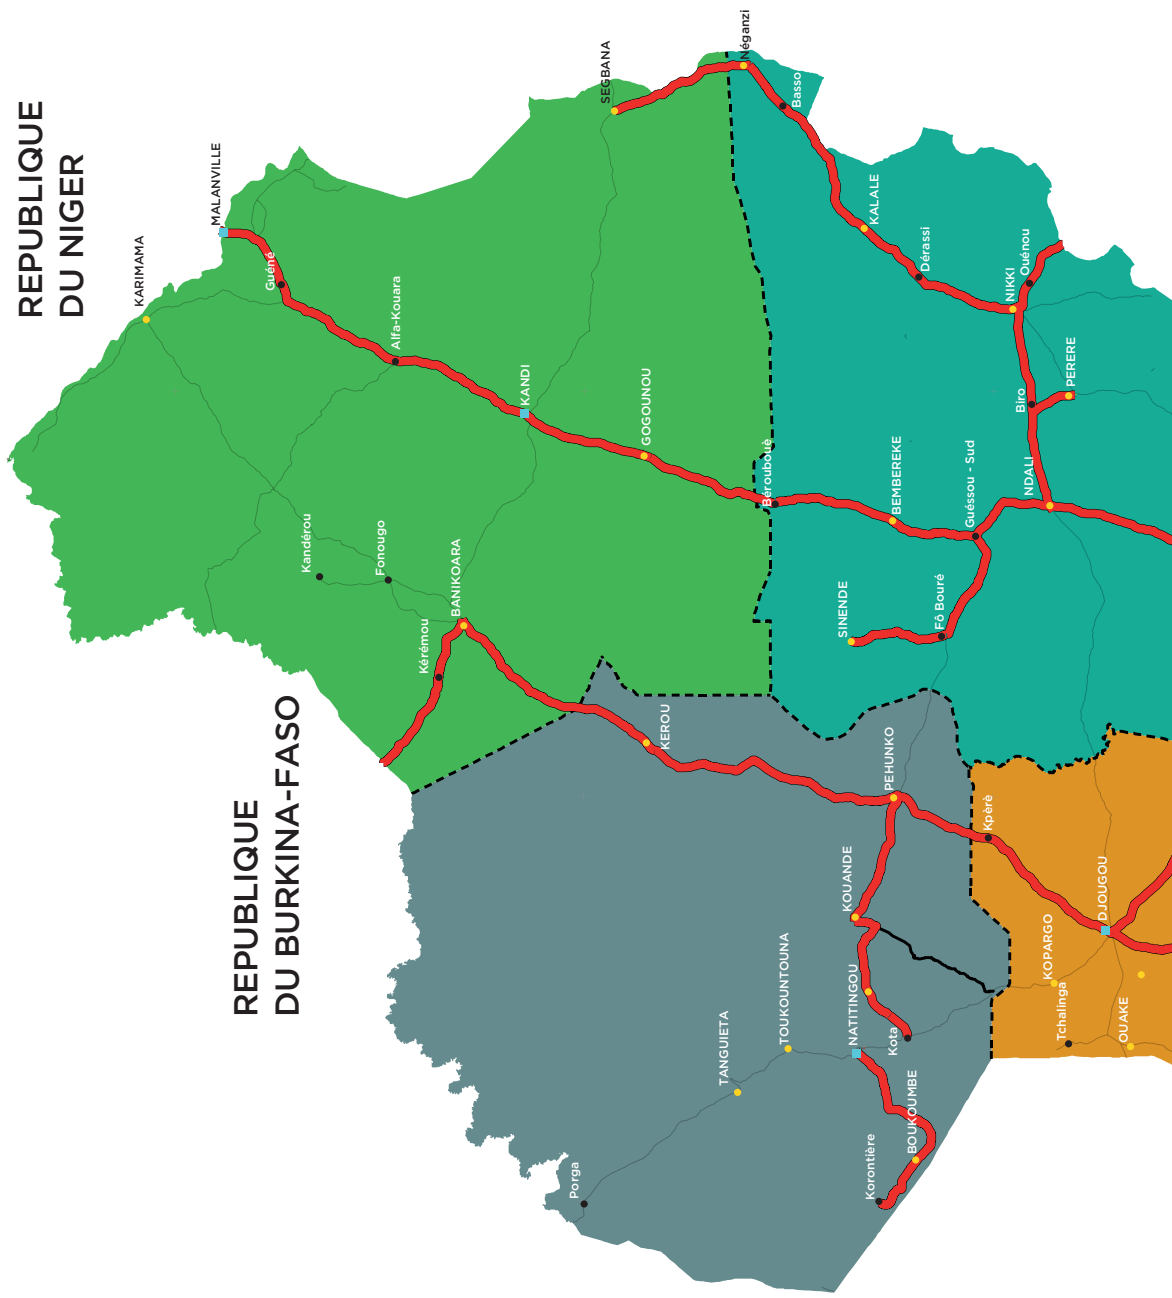 REPUBLIQUE
DU NIGER
REPUBLIQUE
DU BURKINA-FASO
KARIMAMA
MALANVILLE
Guéné
Alfa-Kouara
KANDI
GOGOUNOU
SEGBANA
Kandérou
Fonougo
BANIKOARA
Kérémou
Néganzi
Basso
KALALE
Dérassi
NIKKI
Ouénou
Biro
PERERE
NDALI
Béroubouè
BEMBEREKE
Guéssou - Sud
SINENDE
Fô Bouré
KEROU
PEHUNKO
KOUANDE
NATITINGOU
Kota
TOUKOUNTOUNA
TANGUIETA
Porga
BOUKOUMBE
Korontière
Kpèrè
DJOUGOU
KOPARGO
Tchalinga
OUAKE